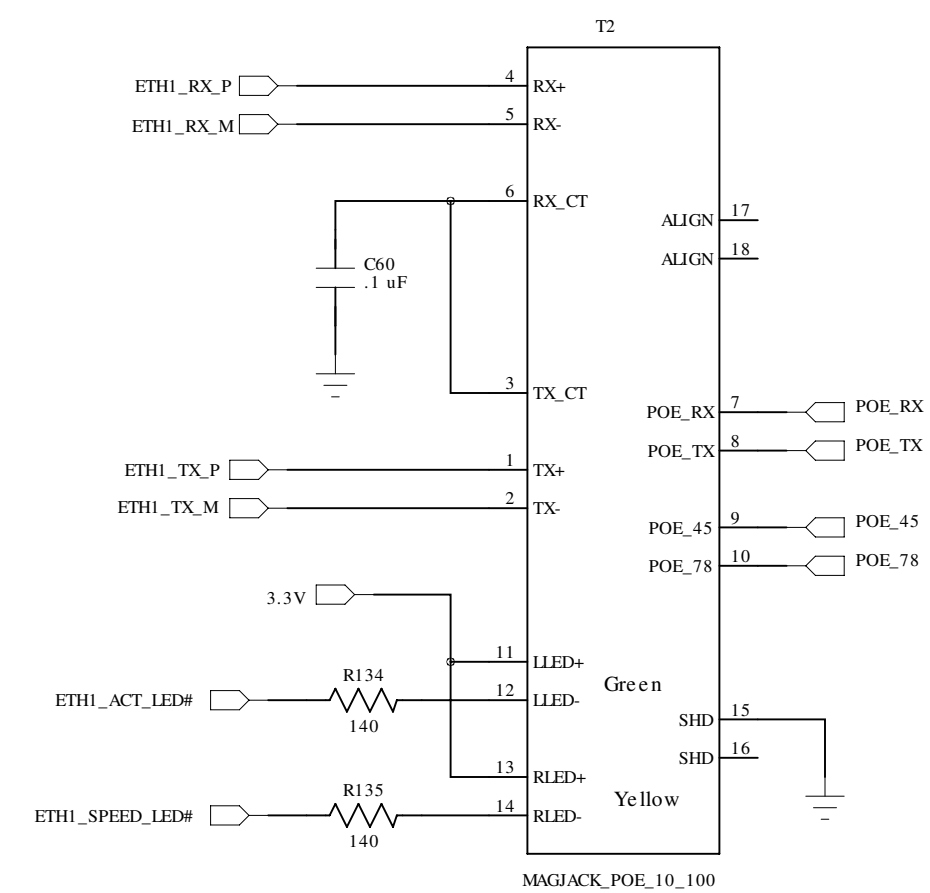 T2
ETH1_RX_P 4 RX+
ETH1_RX_M 5 RX-
6 RX_CT
ALIGN 17
ALIGN 18
C60
.1 uF
3 TX_CT
POE_RX 7 POE_RX
POE_TX 8 POE_TX
ETH1_TX_P 1 TX+
ETH1_TX_M 2 TX-
POE_45 9 POE_45
POE_78 10 POE_78
3.3V
11 LLED+
Green
R134
ETH1_ACT_LED# 12 LLED-
140
SHD 15
SHD 16
13 RLED+
Yellow
R135
ETH1_SPEED_LED# 14 RLED-
140
MAGJACK_POE_10_100